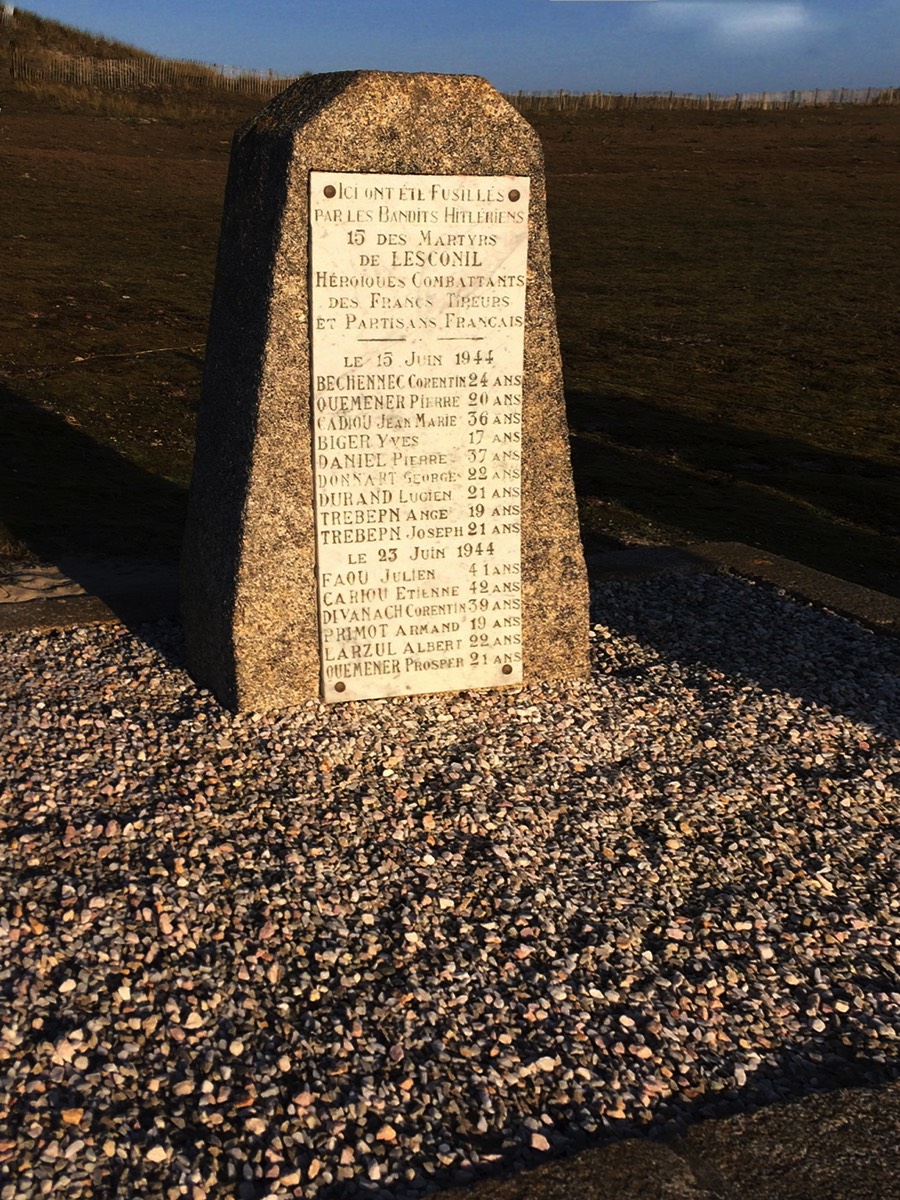 ICI ONT ÉTÉ FUSILLÉS
PAR LES BANDITS HITLÉRIENS
15 DES MARTYRS
DE LESCONIL
HÉROÏQUES COMBATTANTS
DES FRANCS TIREURS
ET PARTISANS FRANÇAIS
LE 15 JUIN 1944
BECHENNEC CORENTIN 24 ANS
QUEMENER PIERRE 20 ANS
CADIOU JEAN MARIE 36 ANS
BIGER YVES 17 ANS
DANIEL PIERRE 37 ANS
DONNART GEORGES 22 ANS
DURAND LUCIEN 21 ANS
TREBEPN ANGE 19 ANS
TREBEPN JOSEPH 21 ANS
LE 23 JUIN 1944
FAOU JULIEN 41 ANS
CARIOU ETIENNE 42 ANS
DIVANACH CORENTIN 39 ANS
PRIMOT ARMAND 19 ANS
LARZUL ALBERT 22 ANS
QUEMENER PROSPER 21 ANS